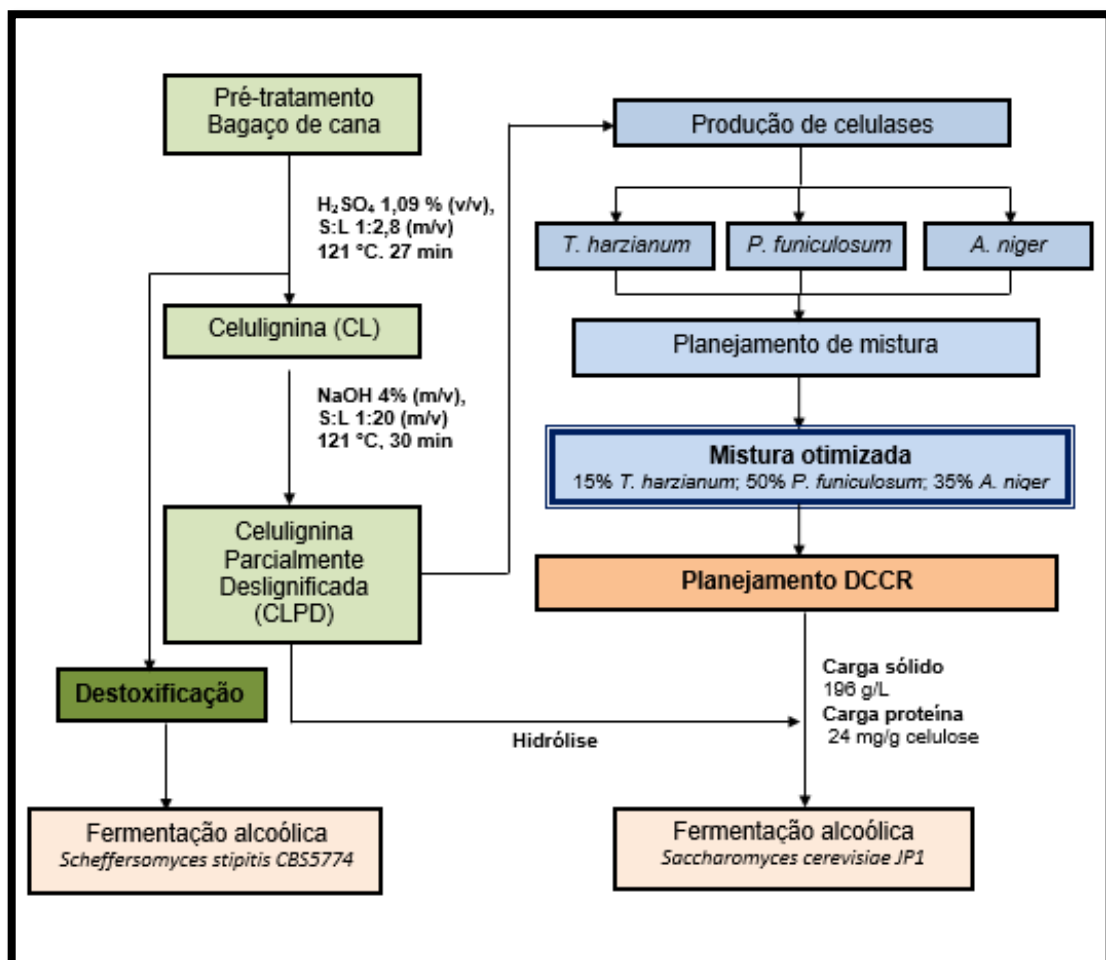 Pré-tratamento
Bagaço de cana
H₂SO₄ 1,09 % (v/v),
S:L 1:2,8 (m/v)
121 °C. 27 min
Celulignina (CL)
NaOH 4% (m/v),
S:L 1:20 (m/v)
121 °C, 30 min
Celulignina
Parcialmente
Deslignificada
(CLPD)
Destoxificação
Fermentação alcoólica
Scheffersomyces stipitis CBS5774
Produção de celulases
T. harzianum
P. funiculosum
A. niger
Planejamento de mistura
Mistura otimizada
15% T. harzianum; 50% P. funiculosum; 35% A. niger
Planejamento DCCR
Carga sólido
196 g/L
Carga proteína
24 mg/g celulose
Hidrólise
Fermentação alcoólica
Saccharomyces cerevisiae JP1